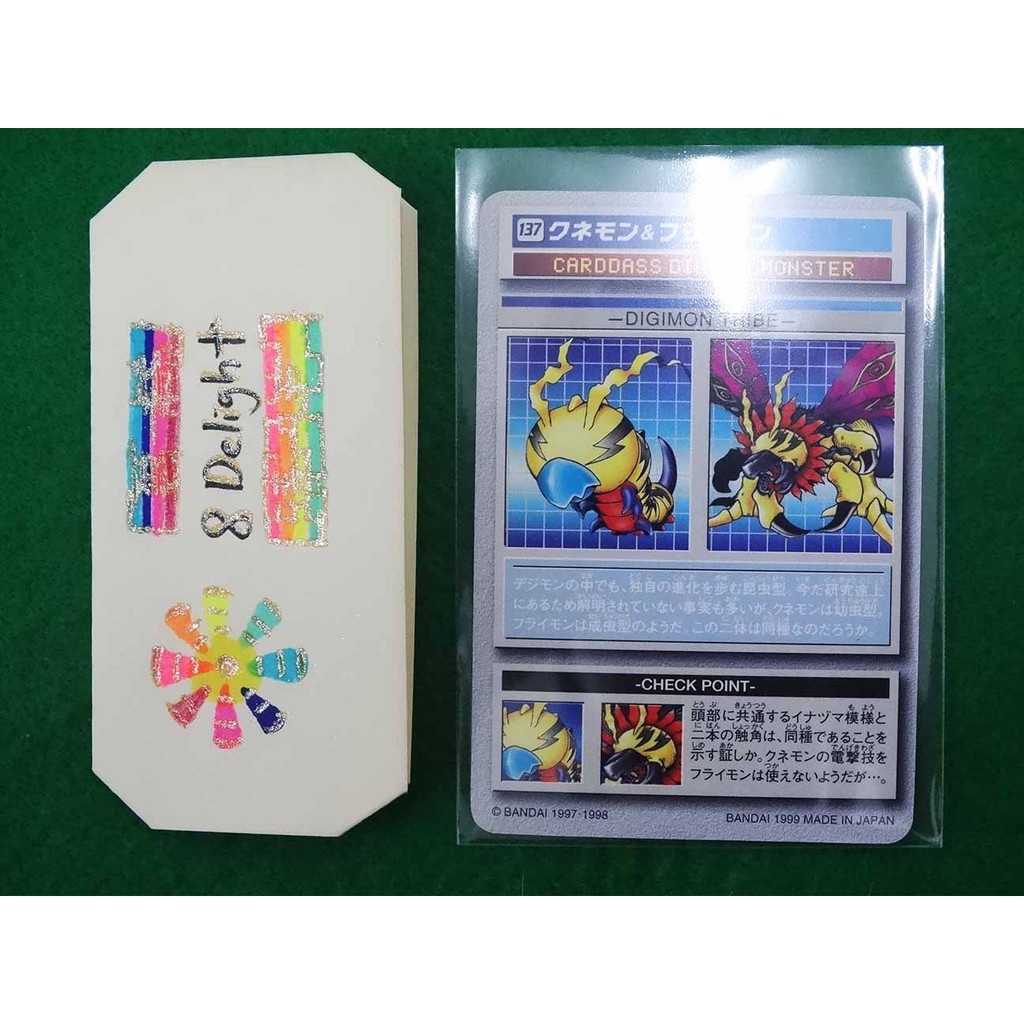 8 Delight
137 クネモン&フ
CARDDASS DI MONSTER
—DIGIMON TRIBE—
デジモンの中でも、独自の進化を歩む昆虫型。今だ研究途上
にあるため解明されていない事実も多いが、クネモンは幼虫型。
フライモンは成虫型のようだ。この二体は同種なのだろうか。
-CHECK POINT-
頭部に共通するイナヅマ模様と
二本の触角は、同種であることを
示す証しか。クネモンの電撃技を
フライモンは使えないようだが…。
© BANDAI 1997-1998
BANDAI 1999 MADE IN JAPAN